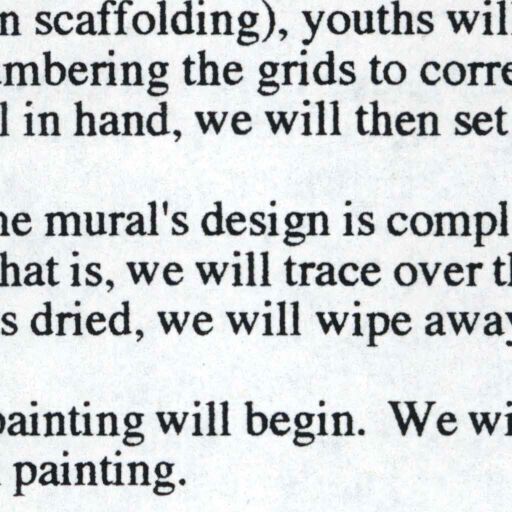 n scaffolding), youths will
mbering the grids to corre
l in hand, we will then set
he mural's design is compl
hat is, we will trace over th
s dried, we will wipe away
painting will begin.  We wi
painting.